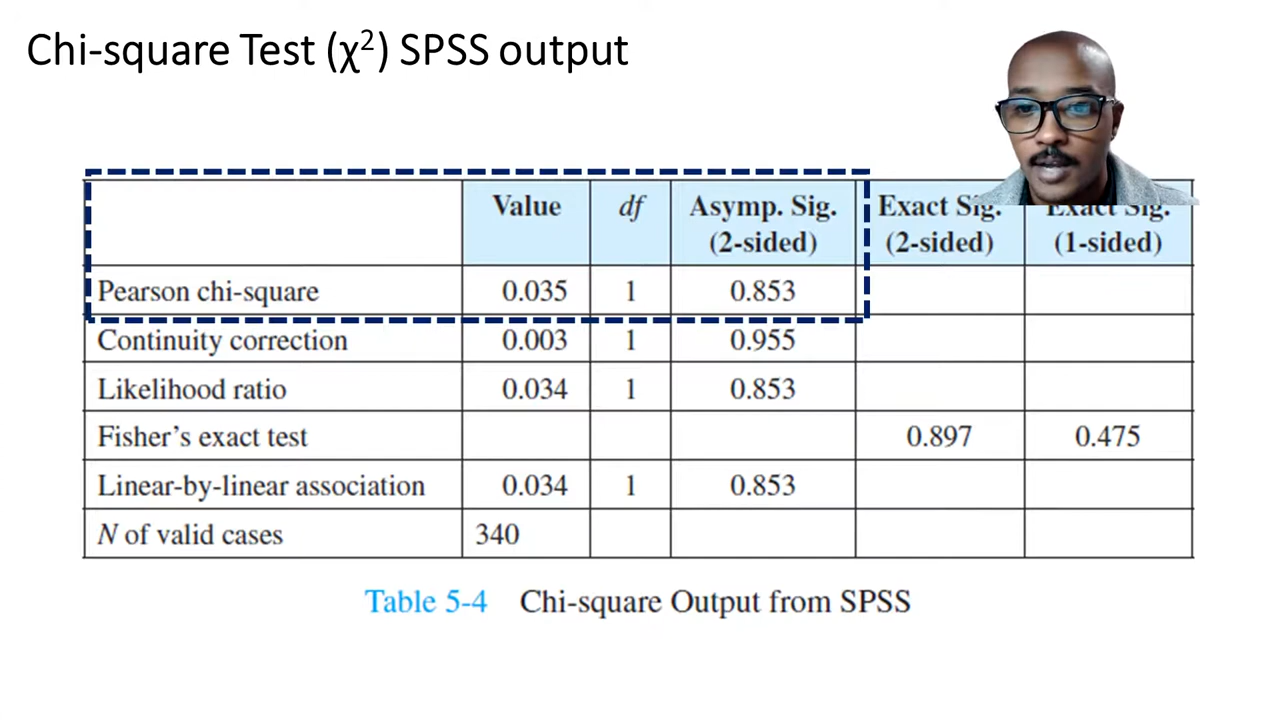 Chi-square Test (χ²) SPSS output
Value df Asymp. Sig. (2-sided) Exact Sig. (2-sided) Exact Sig. (1-sided)
Pearson chi-square 0.035 1 0.853
Continuity correction 0.003 1 0.955
Likelihood ratio 0.034 1 0.853
Fisher's exact test 0.897 0.475
Linear-by-linear association 0.034 1 0.853
N of valid cases 340
Table 5-4 Chi-square Output from SPSS